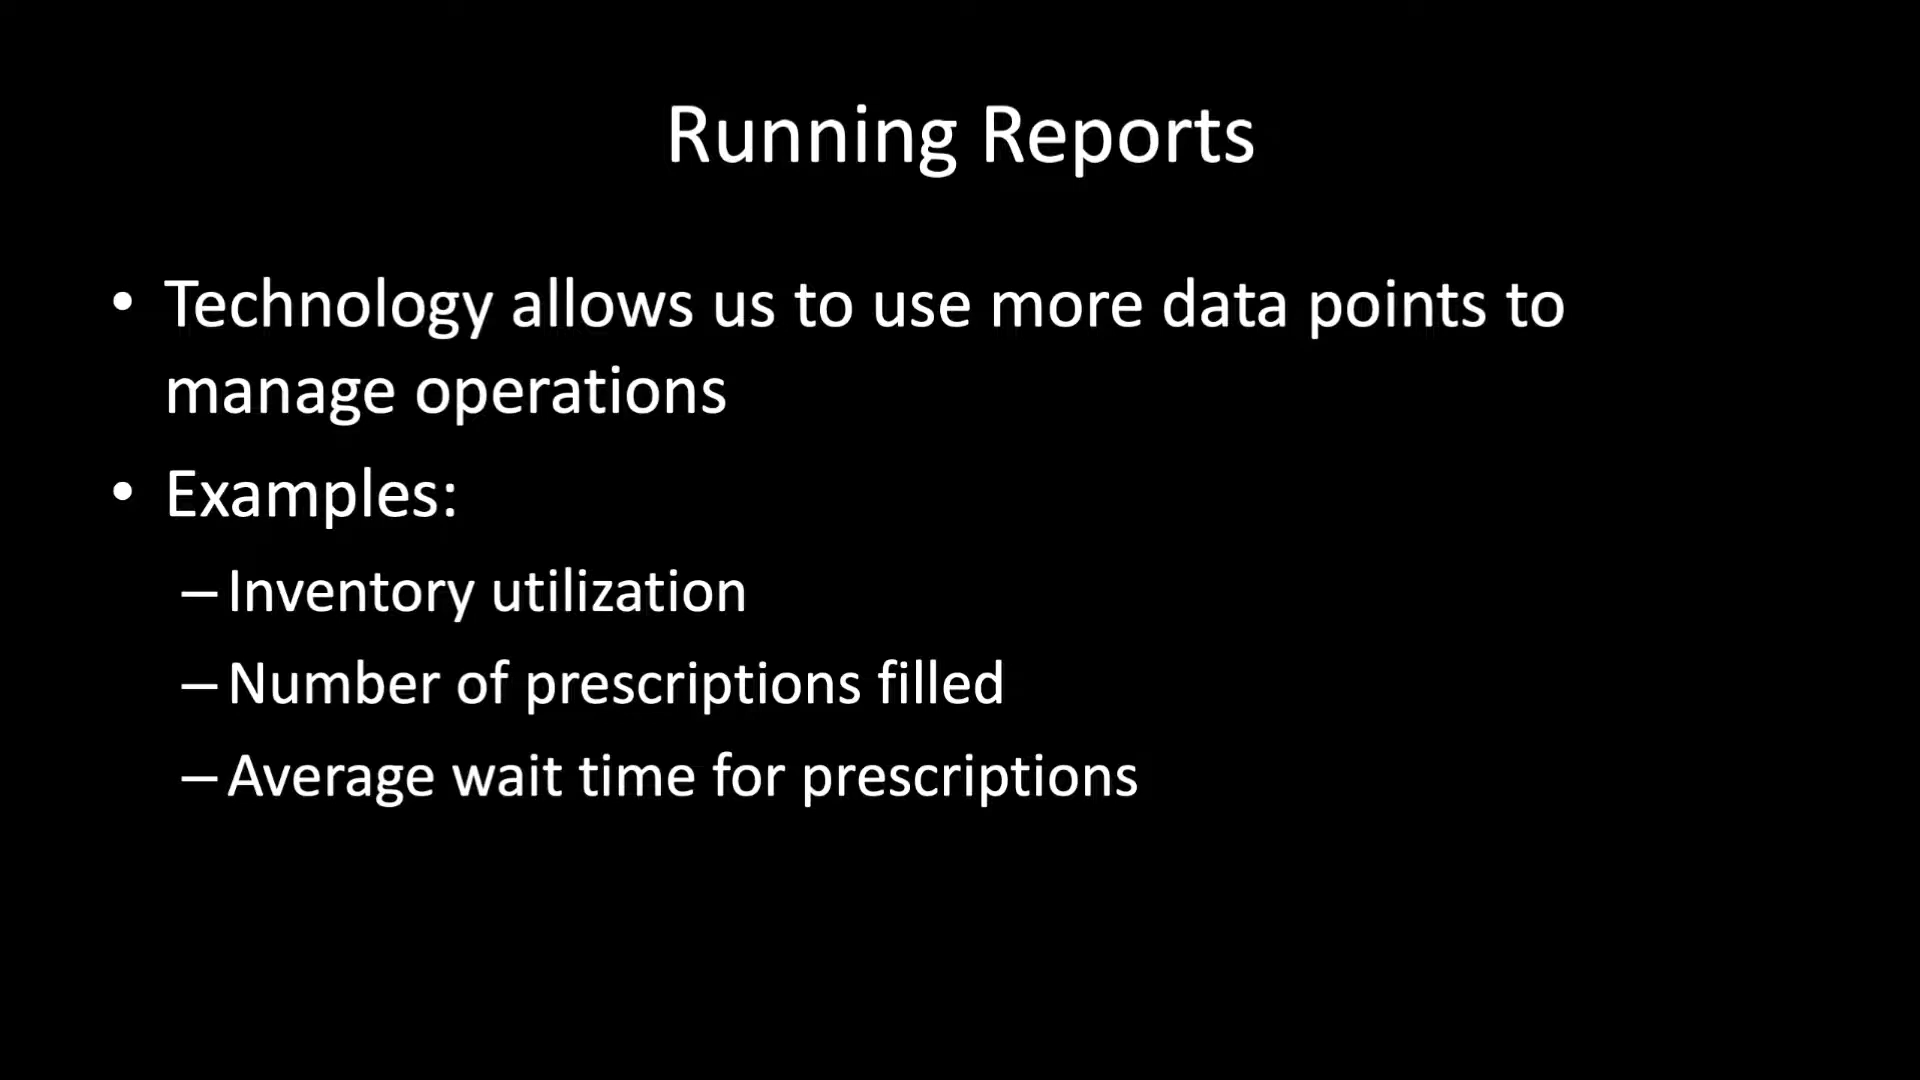 Running Reports
• Technology allows us to use more data points to
manage operations
• Examples:
– Inventory utilization
– Number of prescriptions filled
– Average wait time for prescriptions